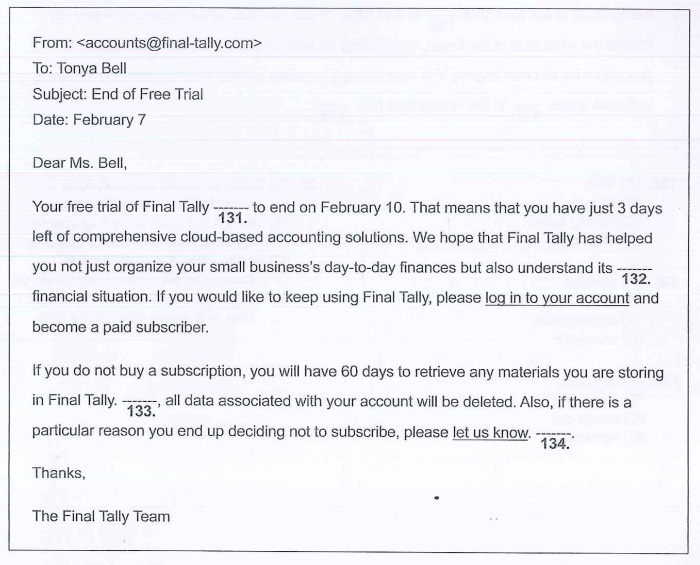 From: <accounts@final-tally.com>
To: Tonya Bell
Subject: End of Free Trial
Date: February 7
Dear Ms. Bell,
Your free trial of Final Tally ------- to end on February 10. That means that you have just 3 days
131.
left of comprehensive cloud-based accounting solutions. We hope that Final Tally has helped
you not just organize your small business's day-to-day finances but also understand its -------
132.
financial situation. If you would like to keep using Final Tally, please log in to your account and
become a paid subscriber.
If you do not buy a subscription, you will have 60 days to retrieve any materials you are storing
in Final Tally. -------, all data associated with your account will be deleted. Also, if there is a
133.
particular reason you end up deciding not to subscribe, please let us know. -------.
134.
Thanks,
The Final Tally Team